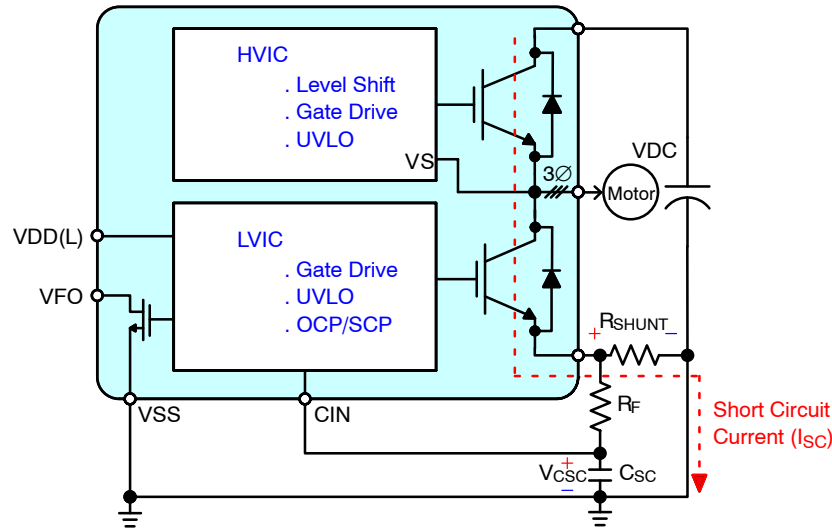 HVIC
. Level Shift
. Gate Drive
. UVLO
VS
3Ø
Motor
VDC
VDD(L)
LVIC
. Gate Drive
. UVLO
. OCP/SCP
VFO
+ RSHUNT −
VSS
CIN
RF
Short Circuit
Current (ISC)
+
VCSC
−
CSC